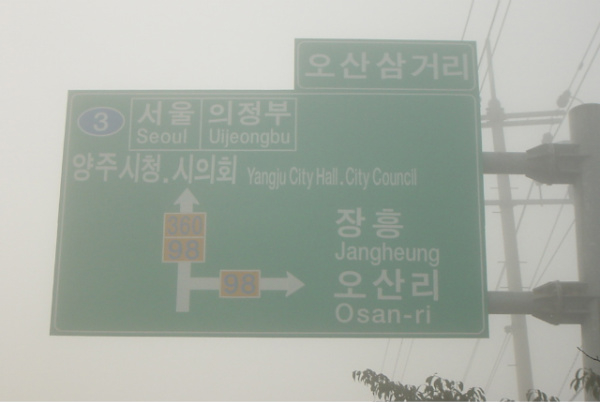 오산삼거리
3 서울 의정부
Seoul Uijeongbu
양주시청.시의회 Yangju City Hall.City Council
360
98
98
장흥
Jangheung
오산리
Osan-ri